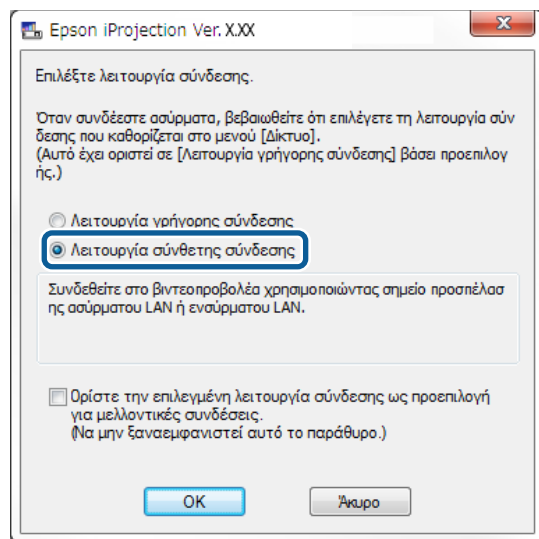 Epson iProjection Ver. X.XX
Επιλέξτε λειτουργία σύνδεσης.
Όταν συνδέεστε ασύρματα, βεβαιωθείτε ότι επιλέγετε τη λειτουργία σύν
δεσης που καθορίζεται στο μενού [Δίκτυο].
(Αυτό έχει οριστεί σε [Λειτουργία γρήγορης σύνδεσης] βάσει προεπιλογ
ής.)
Λειτουργία γρήγορης σύνδεσης
Λειτουργία σύνθετης σύνδεσης
Συνδεθείτε στο βιντεοπροβολέα χρησιμοποιώντας σημείο προσπέλασ
ης ασύρματου LAN ή ενσύρματου LAN.
Ορίστε την επιλεγμένη λειτουργία σύνδεσης ως προεπιλογή
για μελλοντικές συνδέσεις.
(Να μην ξαναεμφανιστεί αυτό το παράθυρο.)
OK
Άκυρο